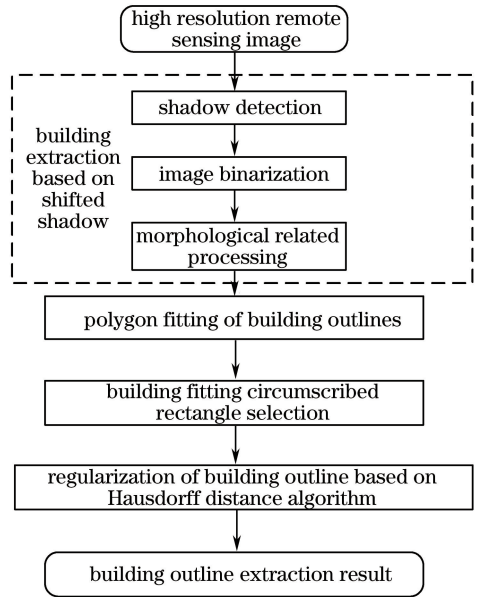 high resolution remote
sensing image
shadow detection
building
extraction
based on
shifted
shadow
image binarization
morphological related
processing
polygon fitting of building outlines
building fitting circumscribed
rectangle selection
regularization of building outline based on
Hausdorff distance algorithm
building outline extraction result